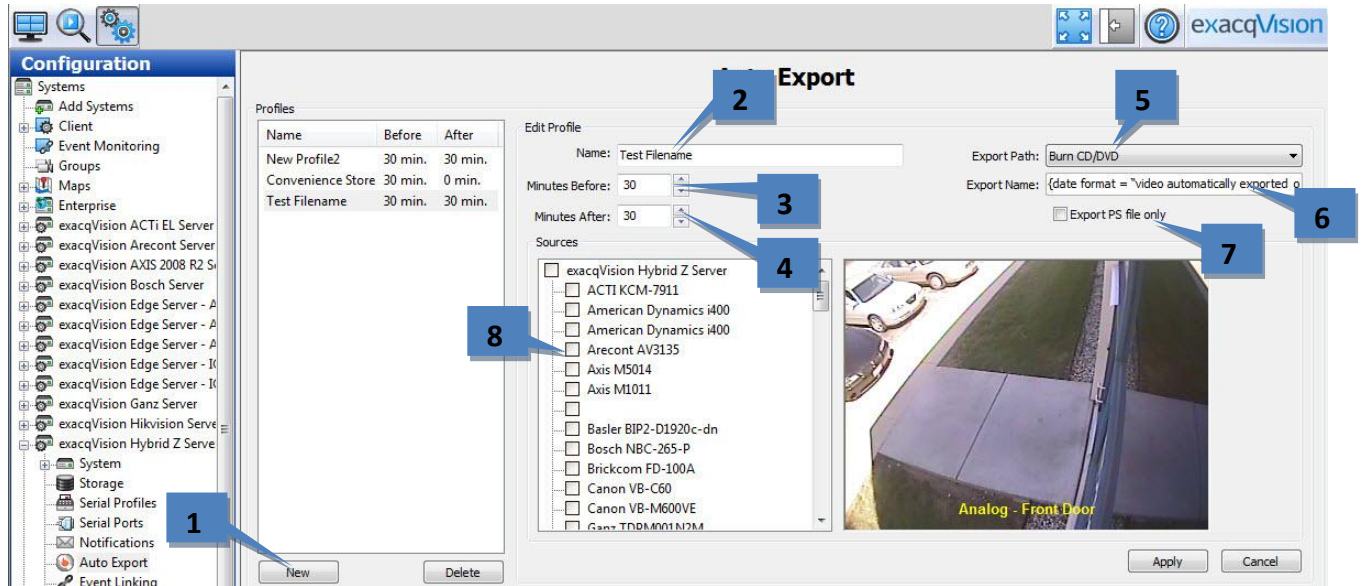 exacqVision
Configuration
Systems
Add Systems
Client
Event Monitoring
Groups
Maps
Enterprise
exacqVision ACTi EL Server
exacqVision Arecont Server
exacqVision AXIS 2008 R2 Se
exacqVision Bosch Server
exacqVision Edge Server - A
exacqVision Edge Server - A
exacqVision Edge Server - A
exacqVision Edge Server - I(
exacqVision Edge Server - I(
exacqVision Ganz Server
exacqVision Hikvision Serve
exacqVision Hybrid Z Serve
System
Storage
Serial Profiles
Serial Ports
Notifications
Auto Export
Event Linking
1
Export
Profiles
Name Before After
New Profile2 30 min. 30 min.
Convenience Store 30 min. 0 min.
Test Filename 30 min. 30 min.
New
Delete
2
Edit Profile
Name: Test Filename
Minutes Before: 30
3
Minutes After: 30
4
5
Export Path: Burn CD/DVD
Export Name: {date format = "video automatically exported o
6
Export PS file only
7
Sources
exacqVision Hybrid Z Server
ACTI KCM-7911
American Dynamics i400
American Dynamics i400
8
Arecont AV3135
Axis M5014
Axis M1011
Basler BIP2-D1920c-dn
Bosch NBC-265-P
Brickcom FD-100A
Canon VB-C60
Canon VB-M600VE
Analog - Front Door
Apply
Cancel